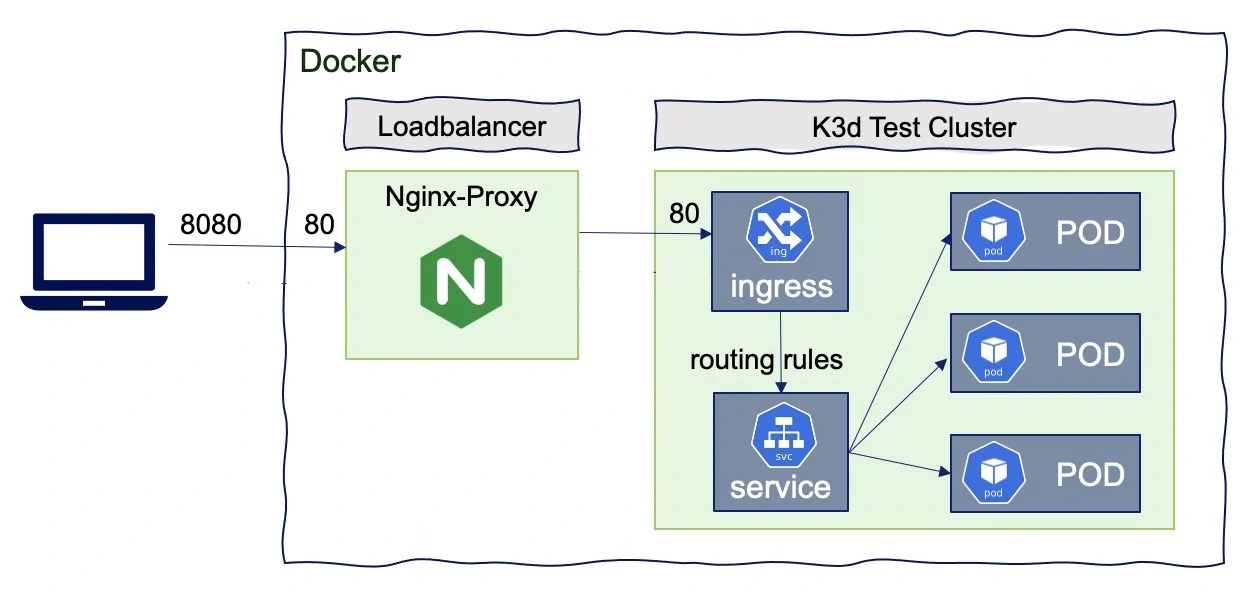 Docker
Loadbalancer
K3d Test Cluster
Nginx-Proxy
8080
80
80
N
ing
ingress
routing rules
svc
service
pod
POD
pod
POD
pod
POD